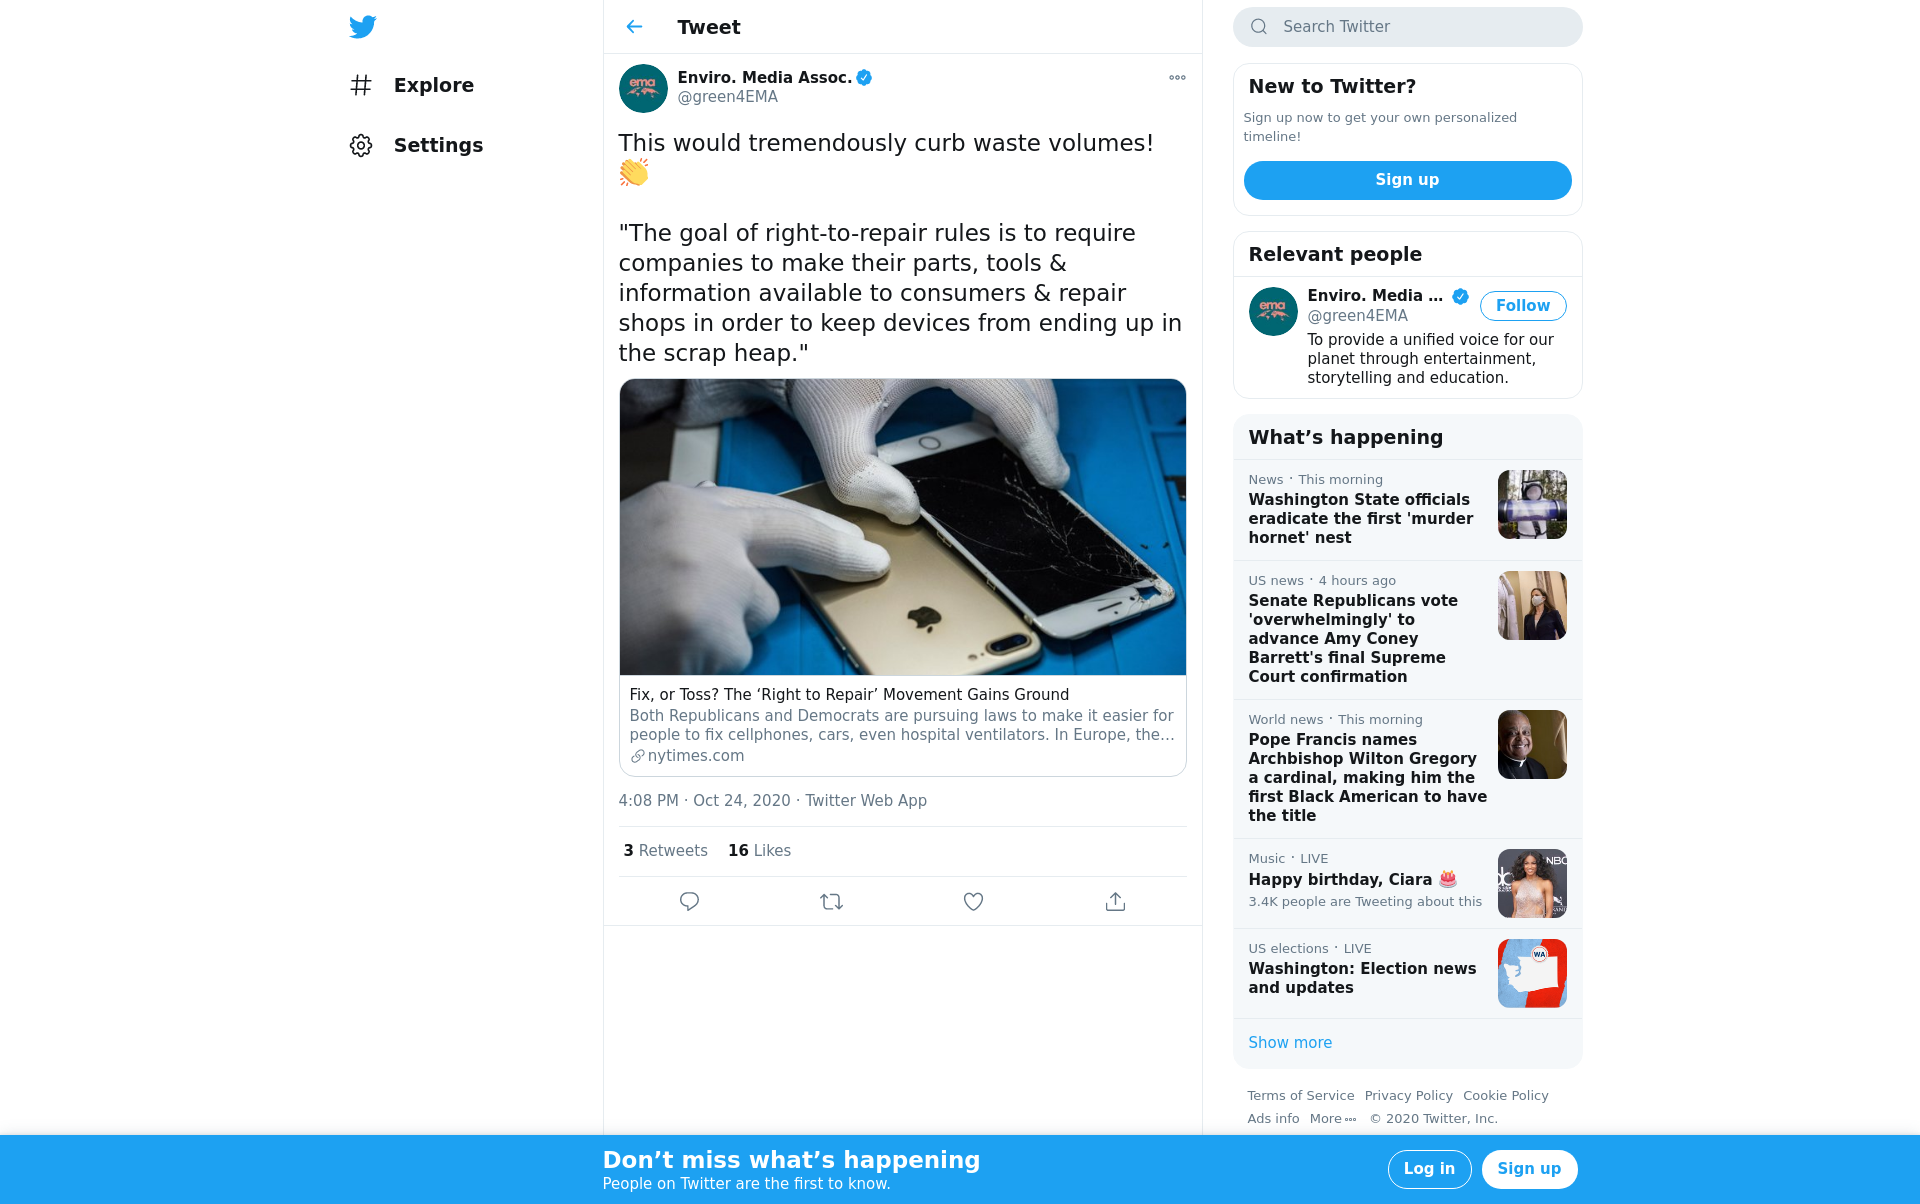 Explore
Settings
Tweet
ema
Enviro. Media Assoc.
@green4EMA
This would tremendously curb waste volumes!
👏
"The goal of right-to-repair rules is to require
companies to make their parts, tools &
information available to consumers & repair
shops in order to keep devices from ending up in
the scrap heap."
Fix, or Toss? The ‘Right to Repair’ Movement Gains Ground
Both Republicans and Democrats are pursuing laws to make it easier for
people to fix cellphones, cars, even hospital ventilators. In Europe, the...
nytimes.com
4:08 PM · Oct 24, 2020 · Twitter Web App
3 Retweets 16 Likes
Search Twitter
New to Twitter?
Sign up now to get your own personalized
timeline!
Sign up
Relevant people
ema
Enviro. Media ...
Follow
@green4EMA
To provide a unified voice for our
planet through entertainment,
storytelling and education.
What’s happening
News · This morning
Washington State officials
eradicate the first 'murder
hornet' nest
US news · 4 hours ago
Senate Republicans vote
'overwhelmingly' to
advance Amy Coney
Barrett's final Supreme
Court confirmation
World news · This morning
Pope Francis names
Archbishop Wilton Gregory
a cardinal, making him the
first Black American to have
the title
Music · LIVE
Happy birthday, Ciara 🎂
3.4K people are Tweeting about this
NBC
US elections · LIVE
Washington: Election news
and updates
WA
Show more
Terms of Service Privacy Policy Cookie Policy
Ads info More © 2020 Twitter, Inc.
Don’t miss what’s happening
People on Twitter are the first to know.
Log in
Sign up